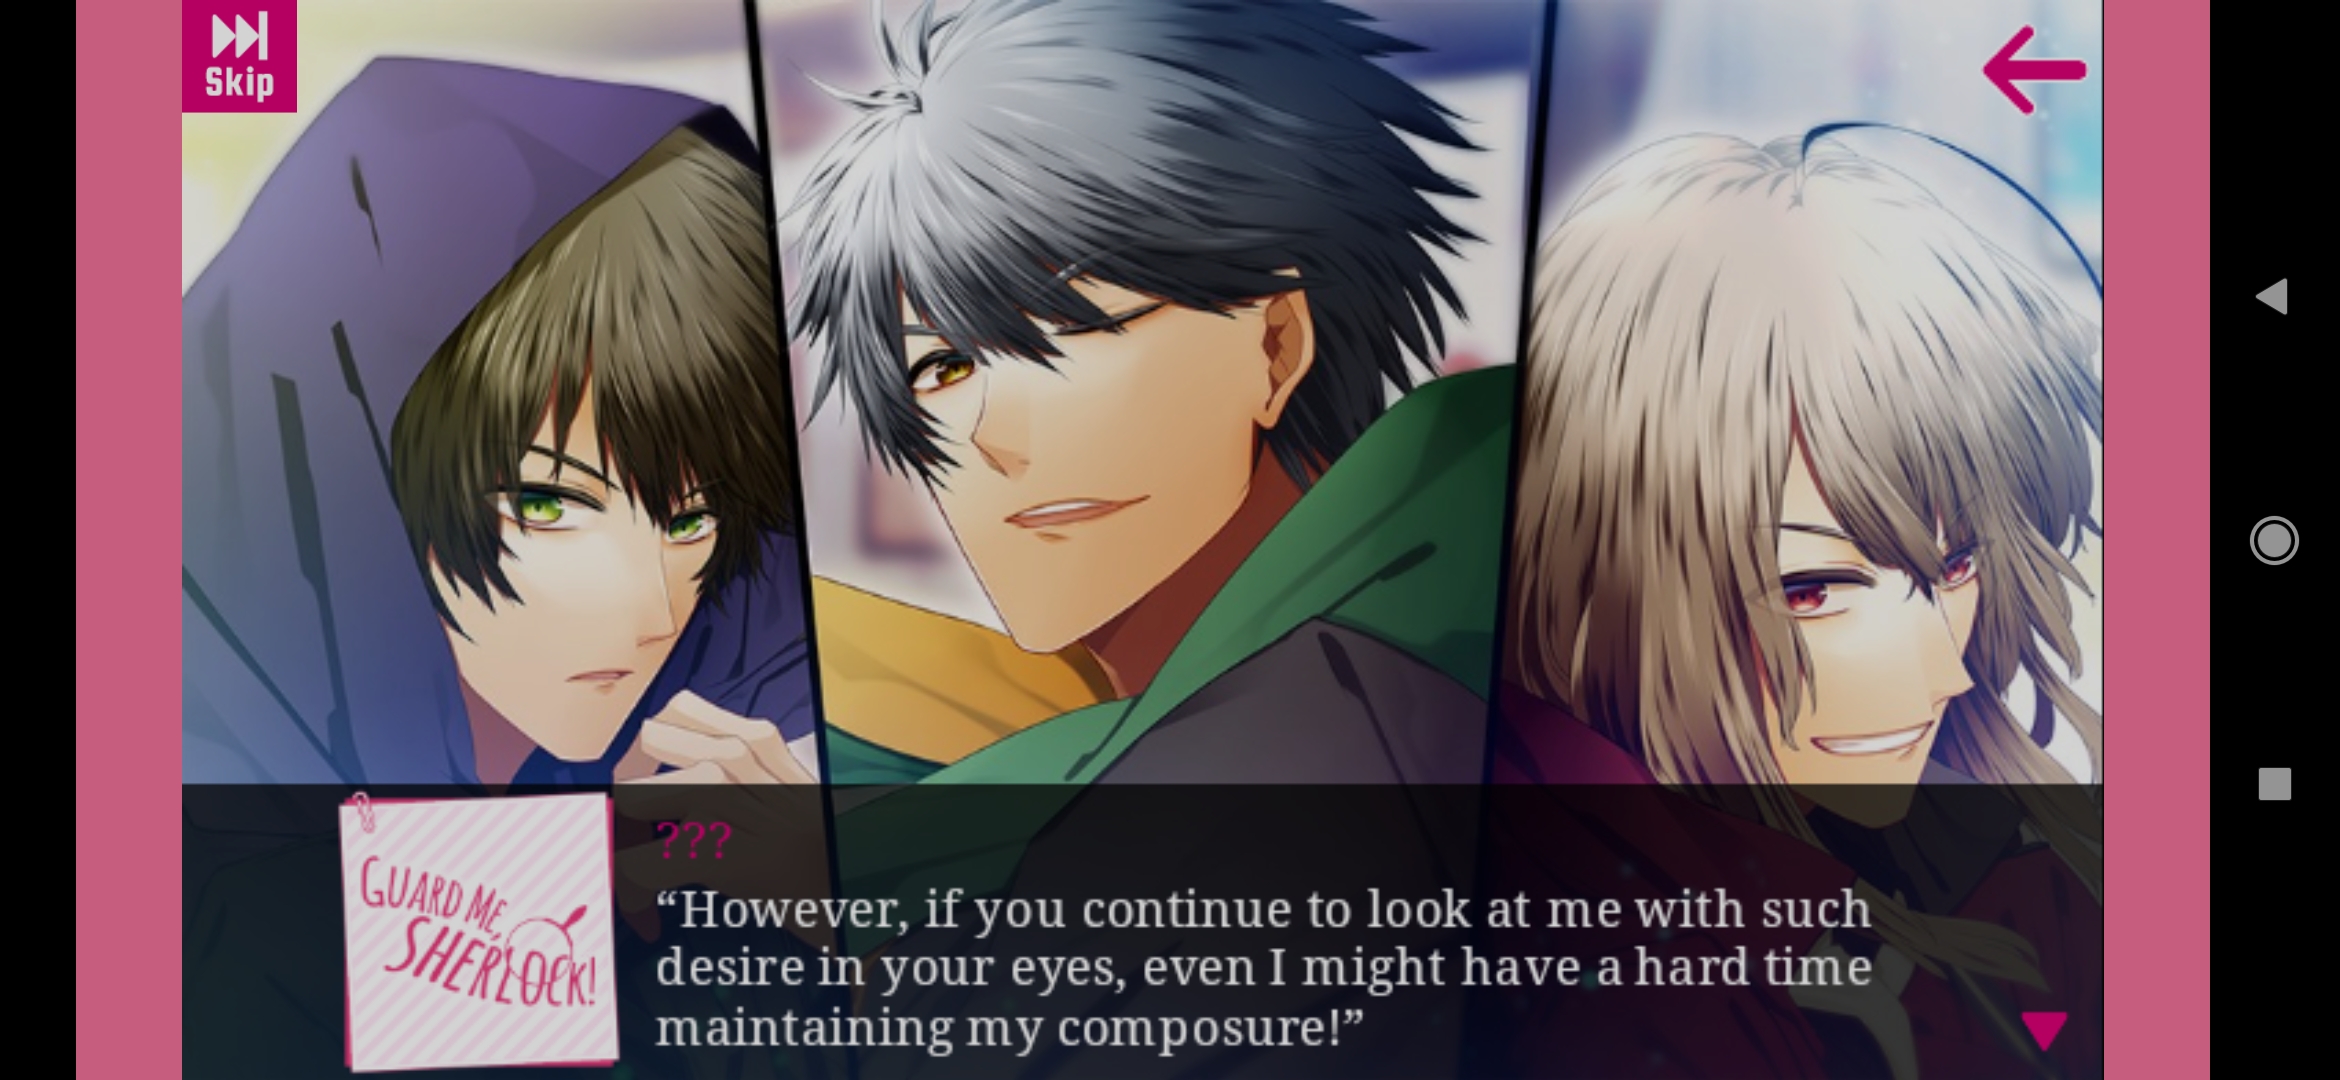 Skip
???
“However, if you continue to look at me with such
desire in your eyes, even I might have a hard time
maintaining my composure!”
GUARD ME,
SHERLOCK!